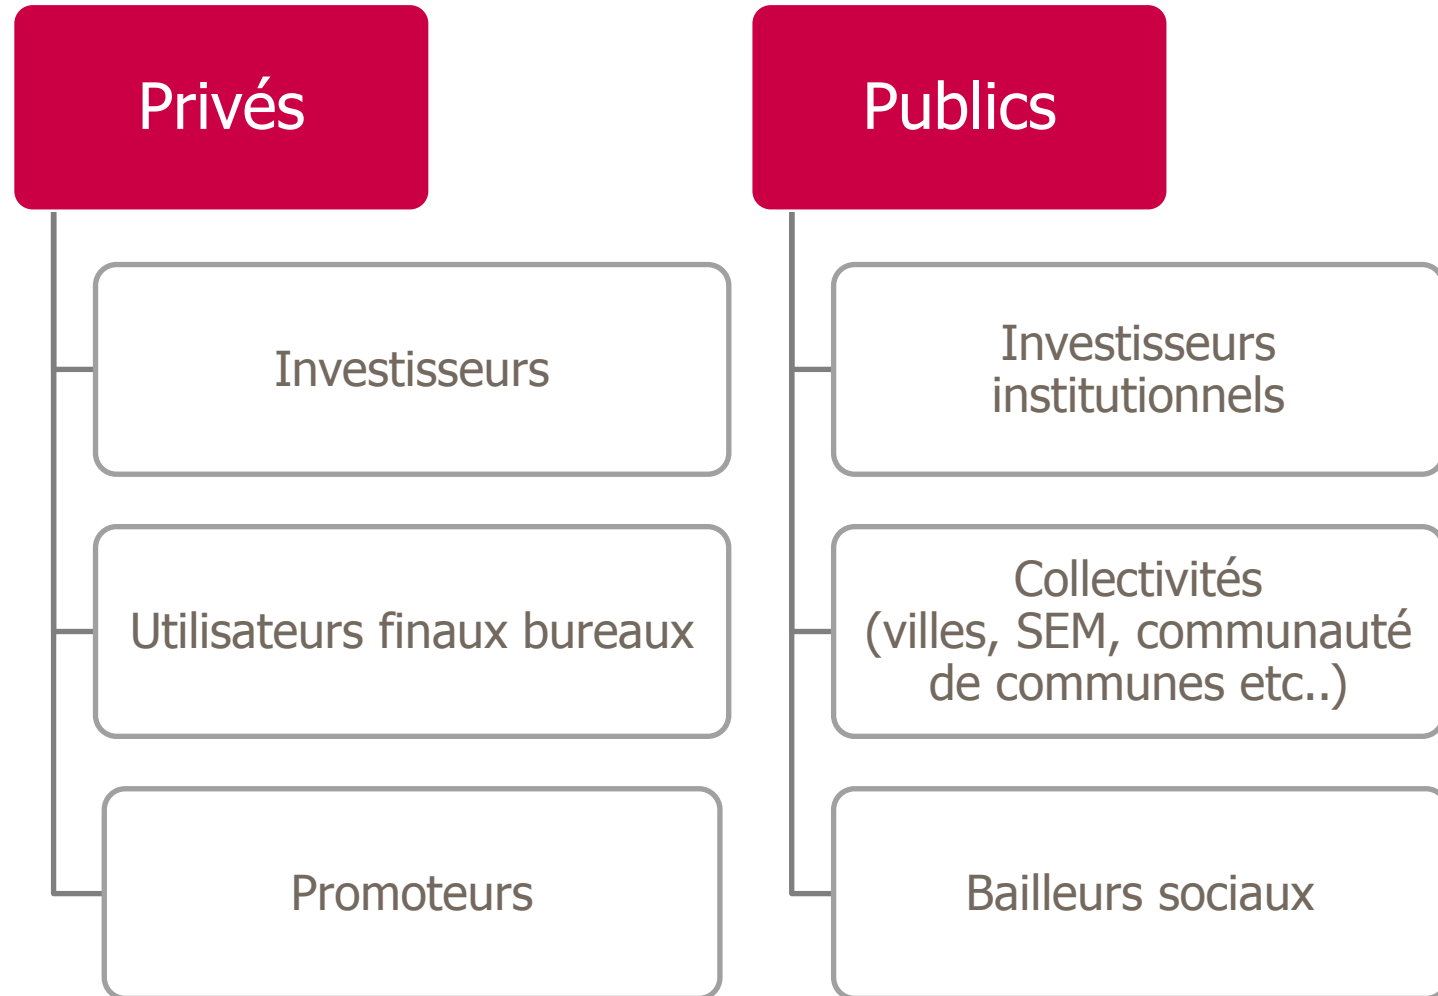 Privés
Investisseurs
Utilisateurs finaux bureaux
Promoteurs
Publics
Investisseurs
institutionnels
Collectivités
(villes, SEM, communauté
de communes etc..)
Bailleurs sociaux